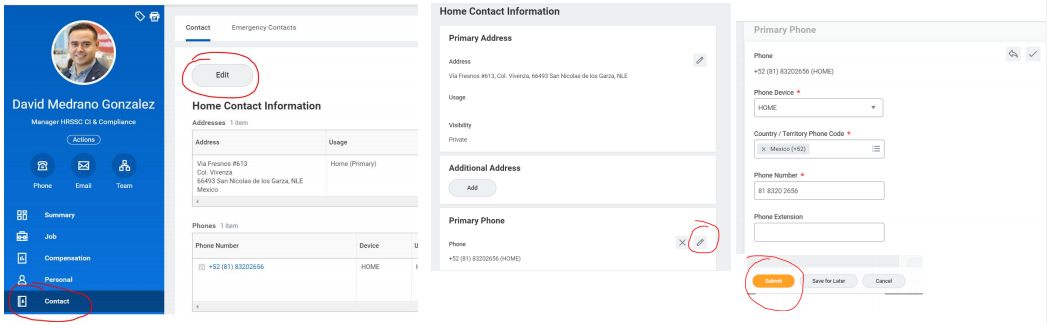 David Medrano Gonzalez
Manager HRSSC CI & Compliance
Actions
Phone Email Team
Summary
Job
Compensation
Personal
Contact
Contact Emergency Contacts
Edit
Home Contact Information
Addresses 1 item
Address Usage
Via Fresnos #613 Home (Primary)
Col. Vivenza
66493 San Nicolas de los Garza, NLE
Mexico
Phones 1 item
Phone Number Device
+52 (81) 83202656 HOME
Home Contact Information
Primary Address
Address
Via Fresnos #613, Col. Vivenza, 66493 San Nicolas de los Garza, NLE
Usage
Visibility
Private
Additional Address
Add
Primary Phone
Phone
+52 (81) 83202656 (HOME)
Primary Phone
Phone
+52 (81) 83202656 (HOME)
Phone Device *
HOME
Country / Territory Phone Code *
× Mexico (+52)
Phone Number *
81 8320 2656
Phone Extension
Submit Save for Later Cancel